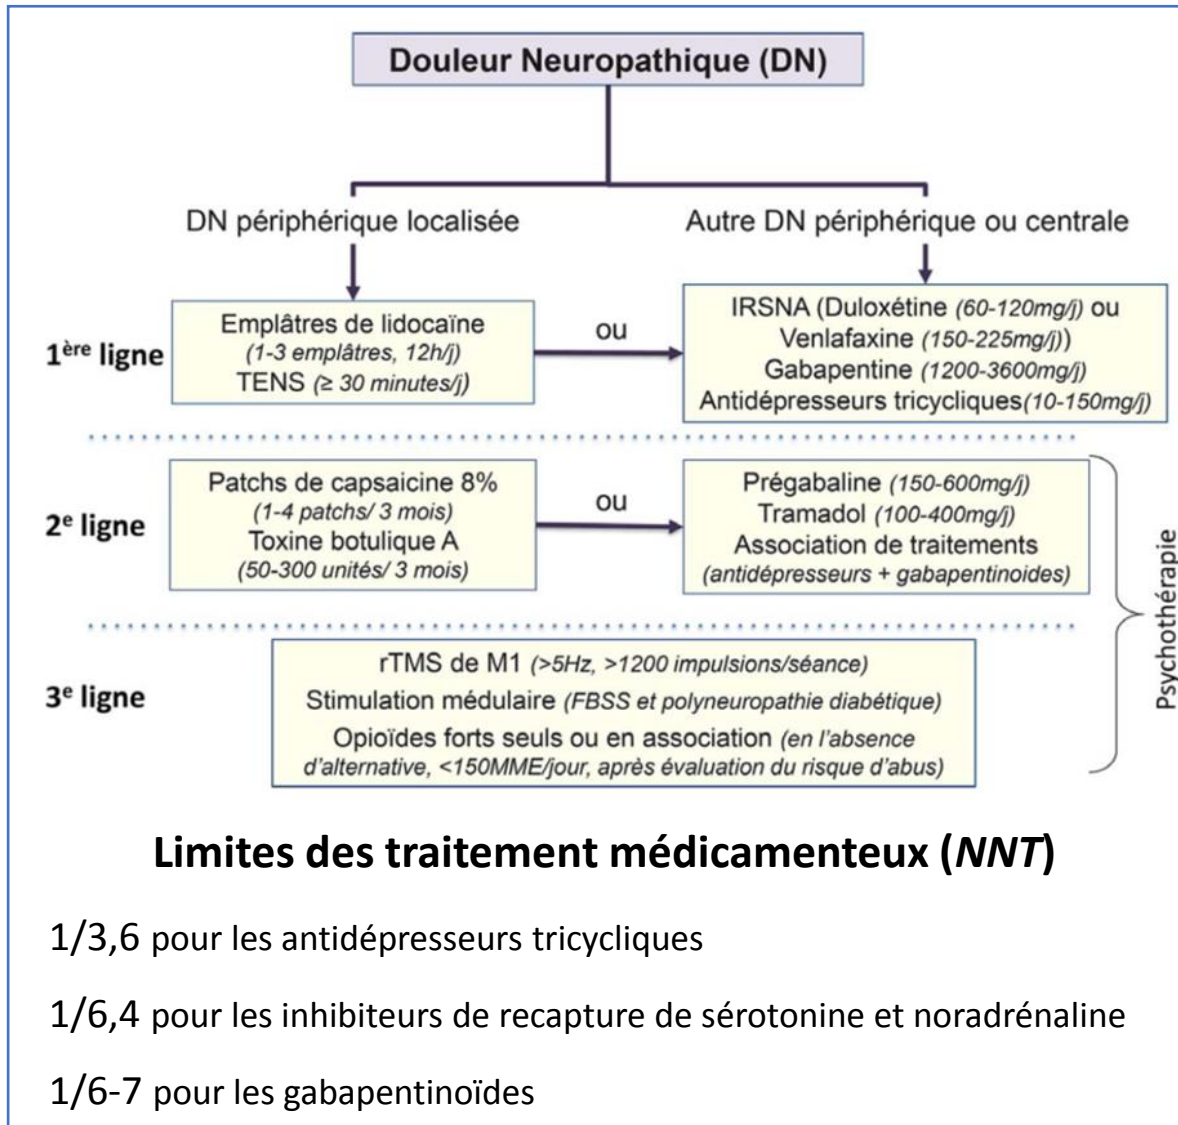 Douleur Neuropathique (DN)
DN périphérique localisée
Autre DN périphérique ou centrale
1ère ligne
Emplâtres de lidocaïne
(1-3 emplâtres, 12h/j)
TENS (≥ 30 minutes/j)
ou
IRSNA (Duloxétine (60-120mg/j) ou
Venlafaxine (150-225mg/j))
Gabapentine (1200-3600mg/j)
Antidépresseurs tricycliques(10-150mg/j)
2e ligne
Patchs de capsaicine 8%
(1-4 patchs/ 3 mois)
Toxine botulique A
(50-300 unités/ 3 mois)
ou
Prégabaline (150-600mg/j)
Tramadol (100-400mg/j)
Association de traitements
(antidépresseurs + gabapentinoides)
3e ligne
rTMS de M1 (>5Hz, >1200 impulsions/séance)
Stimulation médulaire (FBSS et polyneuropathie diabétique)
Opioïdes forts seuls ou en association (en l'absence
d'alternative, <150MME/jour, après évaluation du risque d'abus)
Psychothérapie
Limites des traitement médicamenteux (NNT)
1/3,6 pour les antidépresseurs tricycliques
1/6,4 pour les inhibiteurs de recapture de sérotonine et noradrénaline
1/6-7 pour les gabapentinoïdes